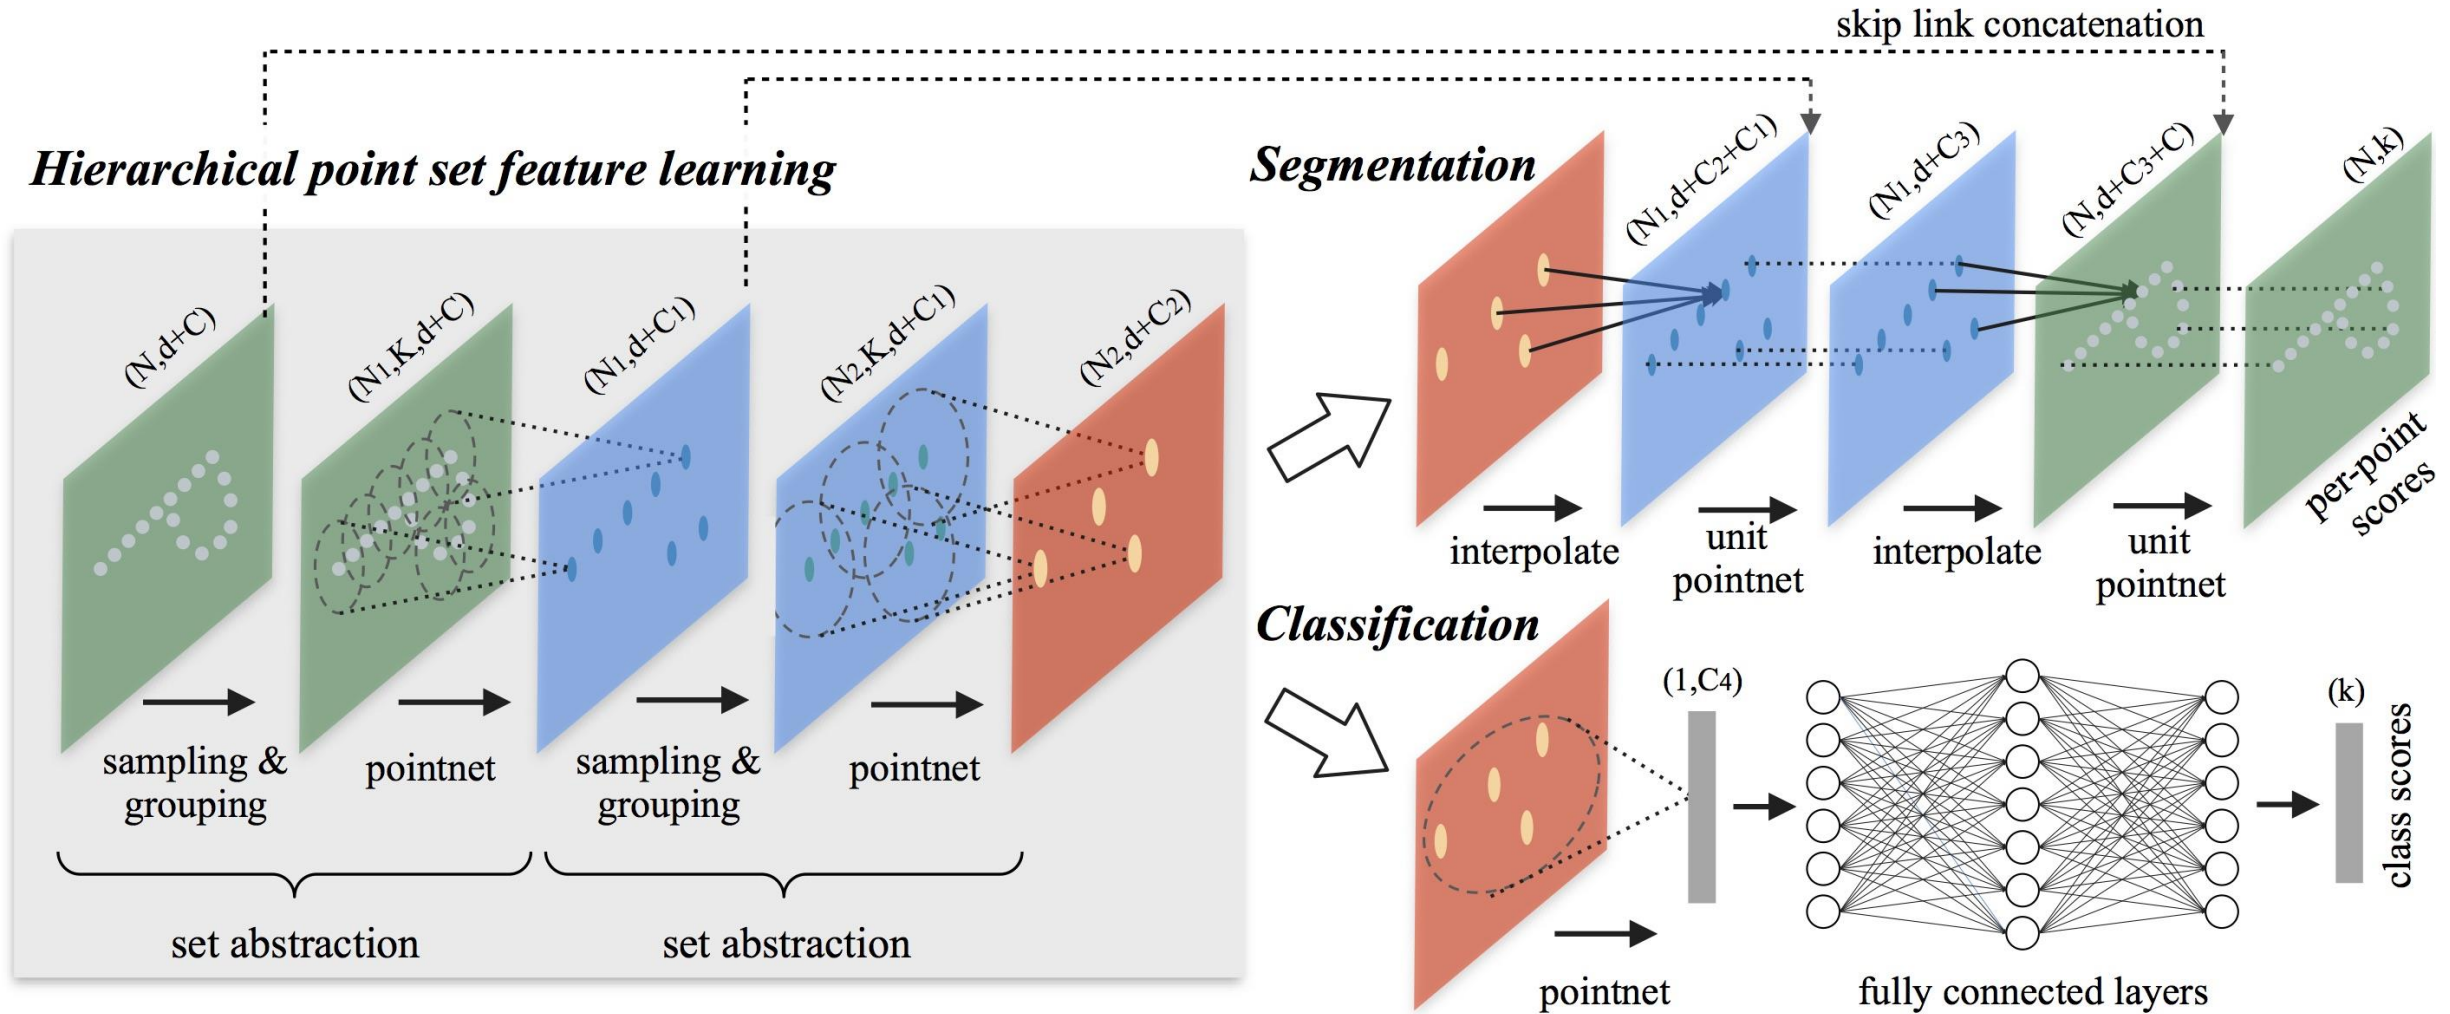 skip link concatenation
Hierarchical point set feature learning
(N,d+C)
(N1,K,d+C)
(N1,d+C1)
(N2,K,d+C1)
(N2,d+C2)
sampling &
grouping
pointnet
sampling &
grouping
pointnet
set abstraction
set abstraction
Segmentation
(N1,d+C2+C1)
(N1,d+C3)
(N,d+C3+C)
(N,k)
interpolate
unit
pointnet
interpolate
unit
pointnet
per-point
scores
Classification
(1,C4)
(k)
class scores
pointnet
fully connected layers